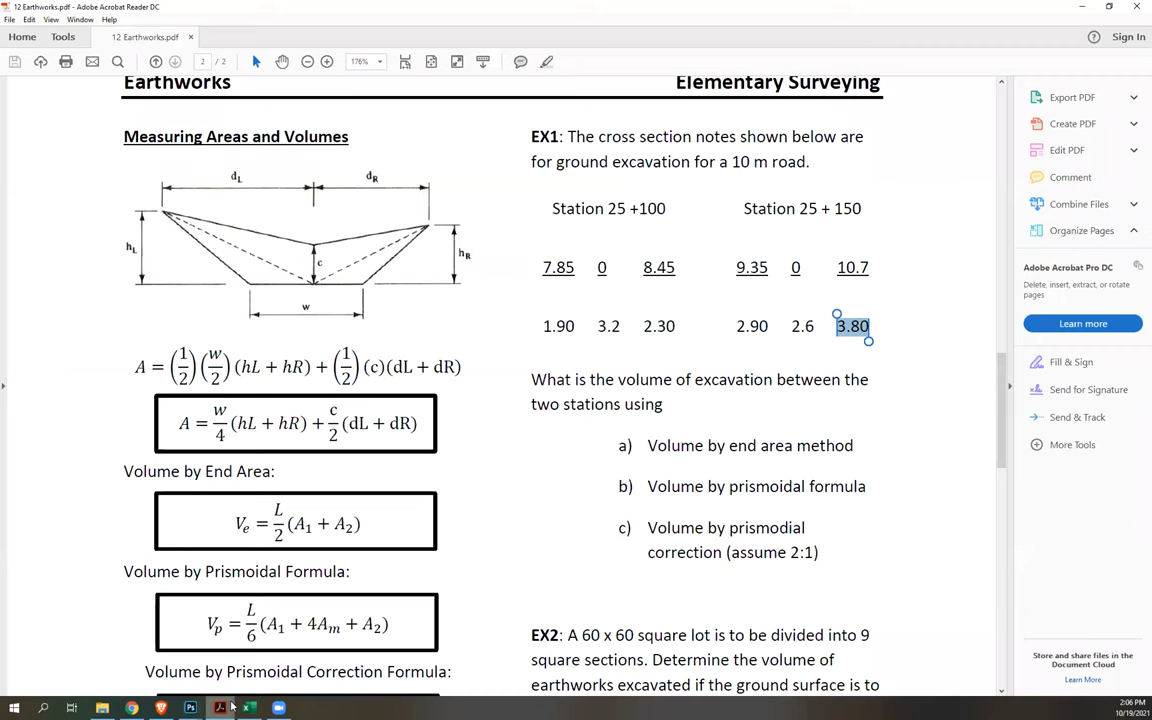 12 Earthworks.pdf - Adobe Acrobat Reader DC
File Edit View Window Help
Home Tools 12 Earthworks.pdf × Sign In
2 / 2 176%
Earthworks Elementary Surveying
Measuring Areas and Volumes
dL dR
hL c hR
w
A = (1/2)(w/2)(hL + hR) + (1/2)(c)(dL + dR)
A = w/4 (hL + hR) + c/2 (dL + dR)
Volume by End Area:
Ve = L/2 (A1 + A2)
Volume by Prismoidal Formula:
Vp = L/6 (A1 + 4Am + A2)
Volume by Prismoidal Correction Formula:
EX1: The cross section notes shown below are
for ground excavation for a 10 m road.
Station 25 +100 Station 25 + 150
7.85 0 8.45 9.35 0 10.7
1.90 3.2 2.30 2.90 2.6 3.80
What is the volume of excavation between the
two stations using
a) Volume by end area method
b) Volume by prismoidal formula
c) Volume by prismodial
correction (assume 2:1)
EX2: A 60 x 60 square lot is to be divided into 9
square sections. Determine the volume of
earthworks excavated if the ground surface is to
Export PDF
Create PDF
Edit PDF
Comment
Combine Files
Organize Pages
Adobe Acrobat Pro DC
Delete, insert, extract, or rotate
pages
Learn more
Fill & Sign
Send for Signature
Send & Track
More Tools
Store and share files in the
Document Cloud
Learn More
2:06 PM
10/19/2021